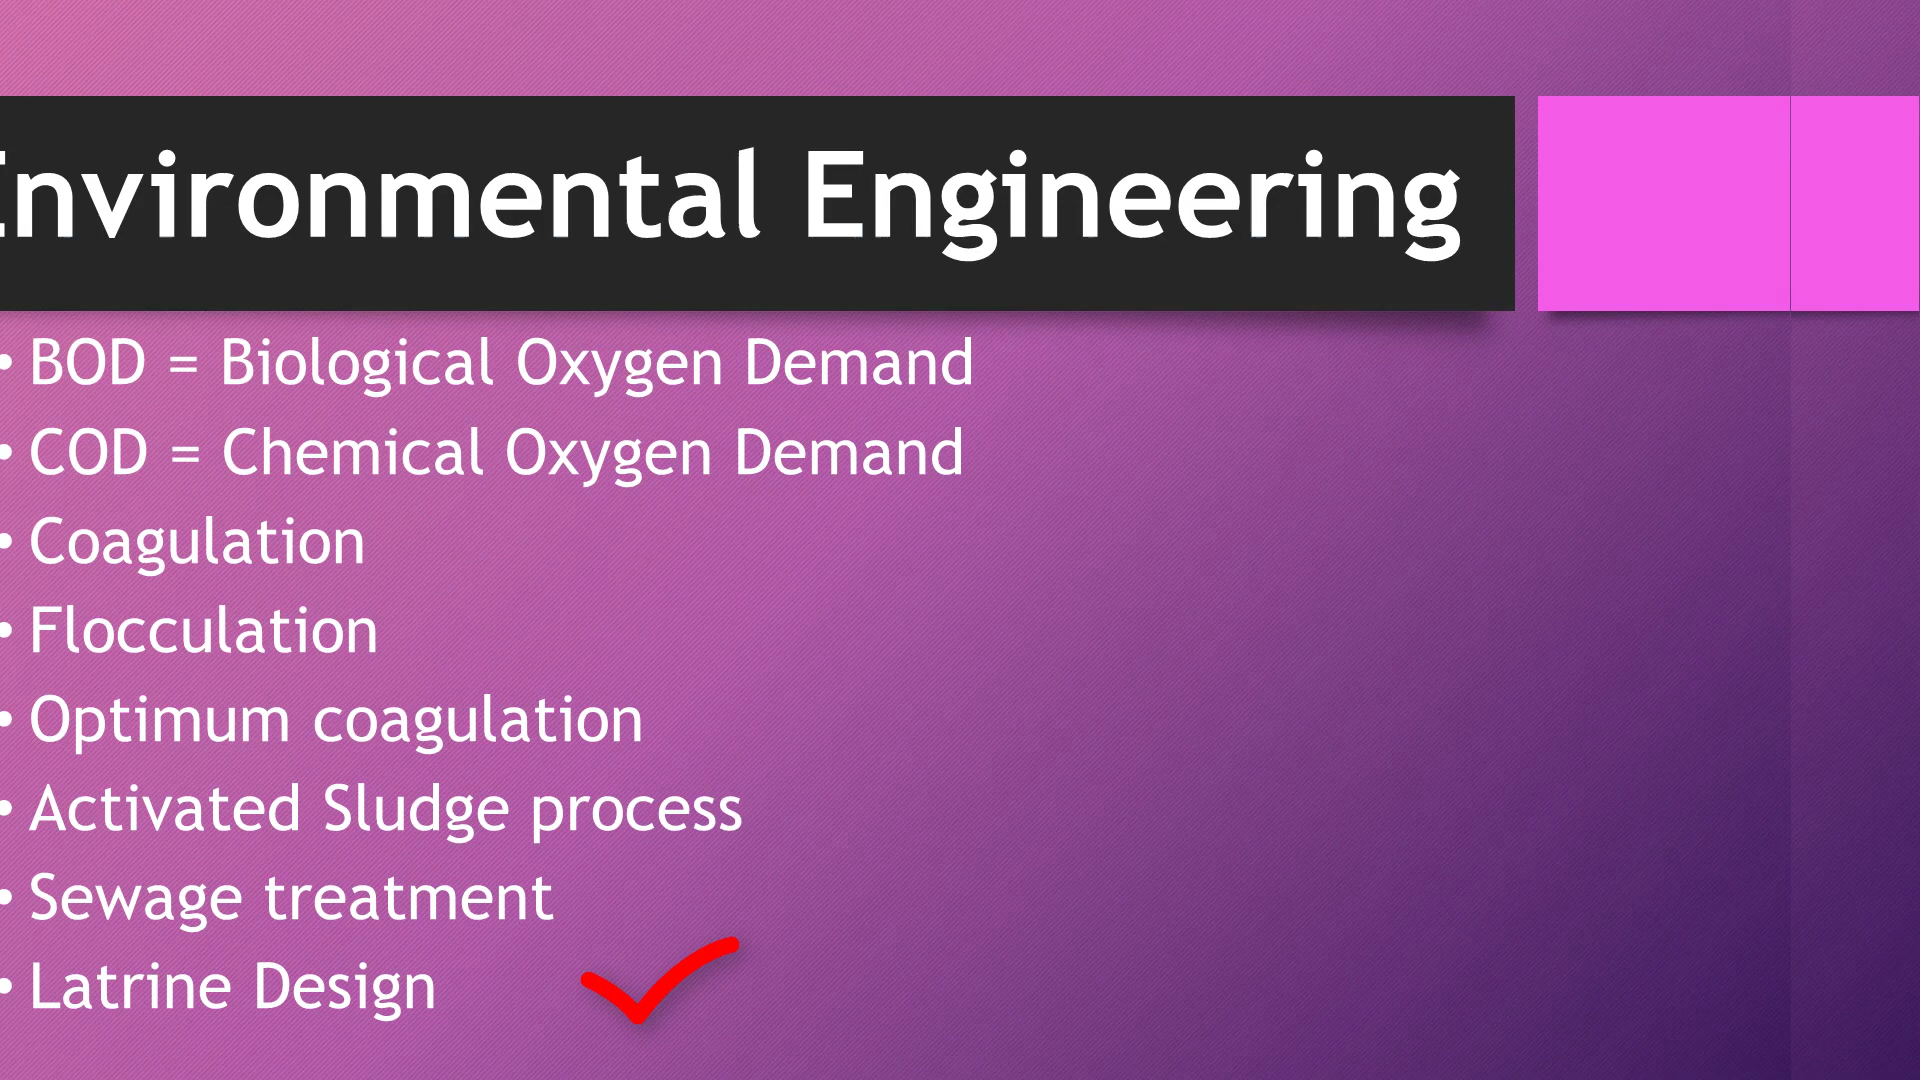 Environmental Engineering
• BOD = Biological Oxygen Demand
• COD = Chemical Oxygen Demand
• Coagulation
• Flocculation
• Optimum coagulation
• Activated Sludge process
• Sewage treatment
• Latrine Design